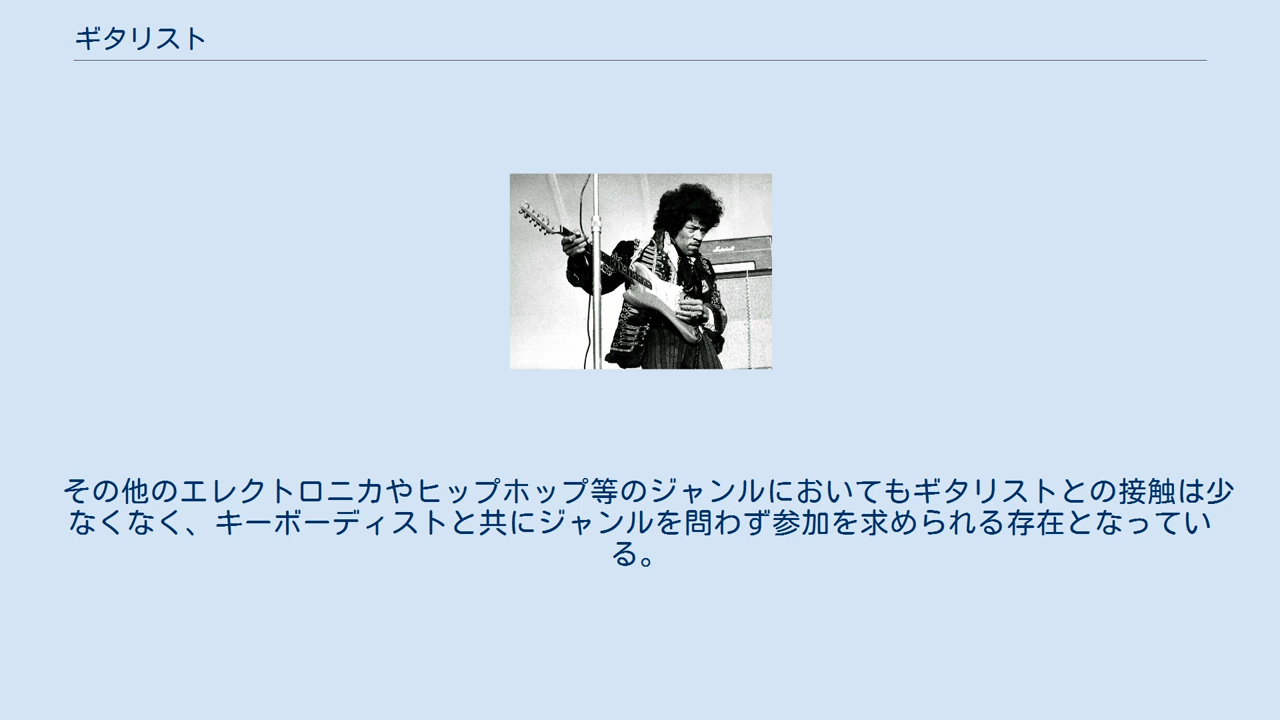 ギタリスト
Marshall
その他のエレクトロニカやヒップホップ等のジャンルにおいてもギタリストとの接触は少
なくなく、キーボーディストと共にジャンルを問わず参加を求められる存在となってい
る。